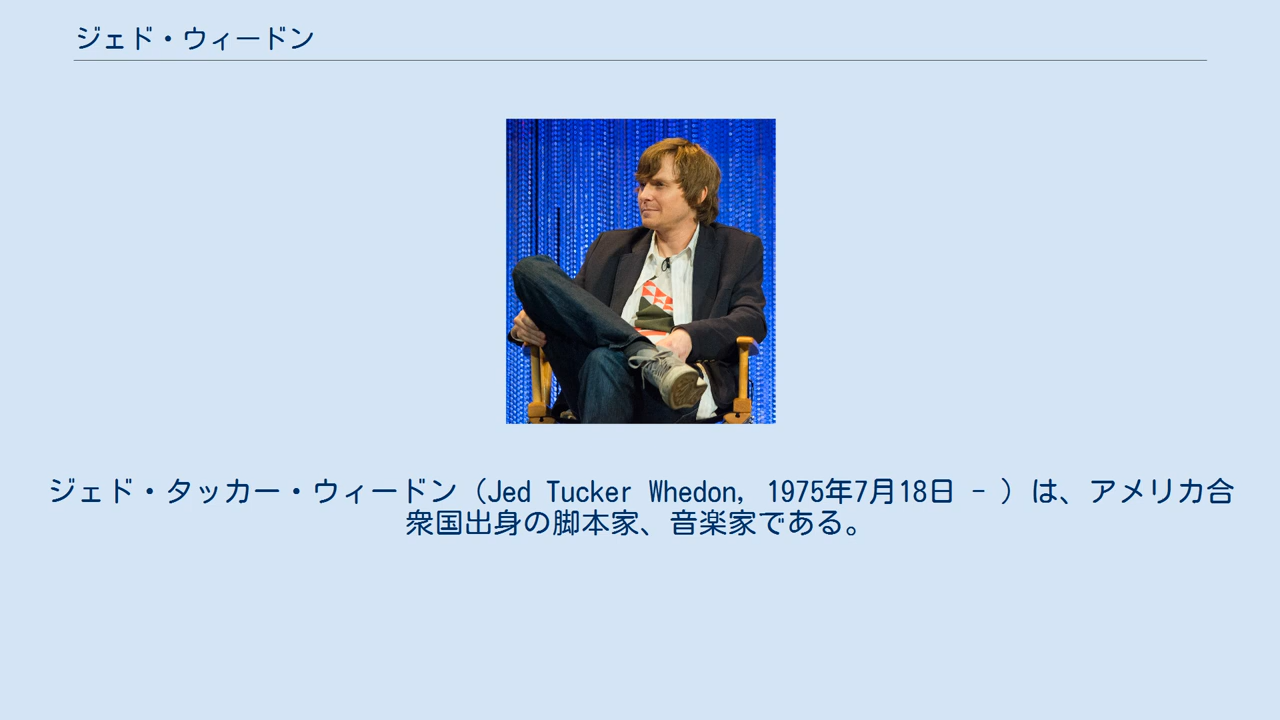 ジェド・ウィードン
ジェド・タッカー・ウィードン（Jed Tucker Whedon, 1975年7月18日 - ）は、アメリカ合
衆国出身の脚本家、音楽家である。